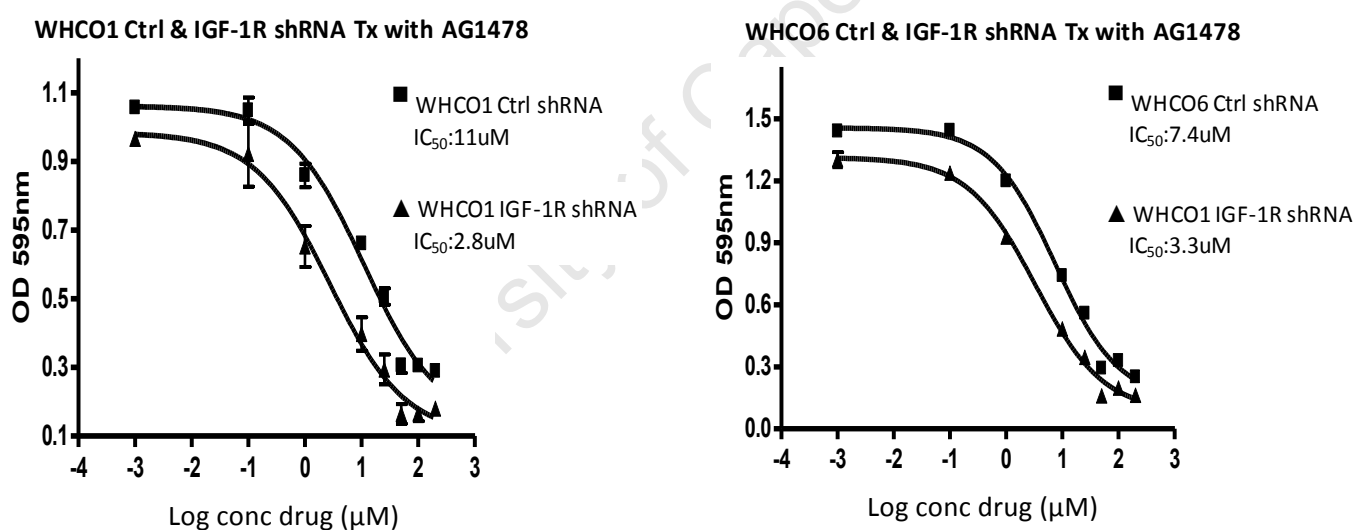 WHCO1 Ctrl & IGF-1R shRNA Tx with AG1478
OD 595nm
1.1
0.9
0.7
0.5
0.3
0.1
-4 -3 -2 -1 0 1 2 3
Log conc drug (µM)
WHCO1 Ctrl shRNA
IC50:11uM
WHCO1 IGF-1R shRNA
IC50:2.8uM
WHCO6 Ctrl & IGF-1R shRNA Tx with AG1478
OD 595nm
1.5
1.2
0.9
0.6
0.3
0.0
-4 -3 -2 -1 0 1 2 3
Log conc drug (µM)
WHCO6 Ctrl shRNA
IC50:7.4uM
WHCO1 IGF-1R shRNA
IC50:3.3uM